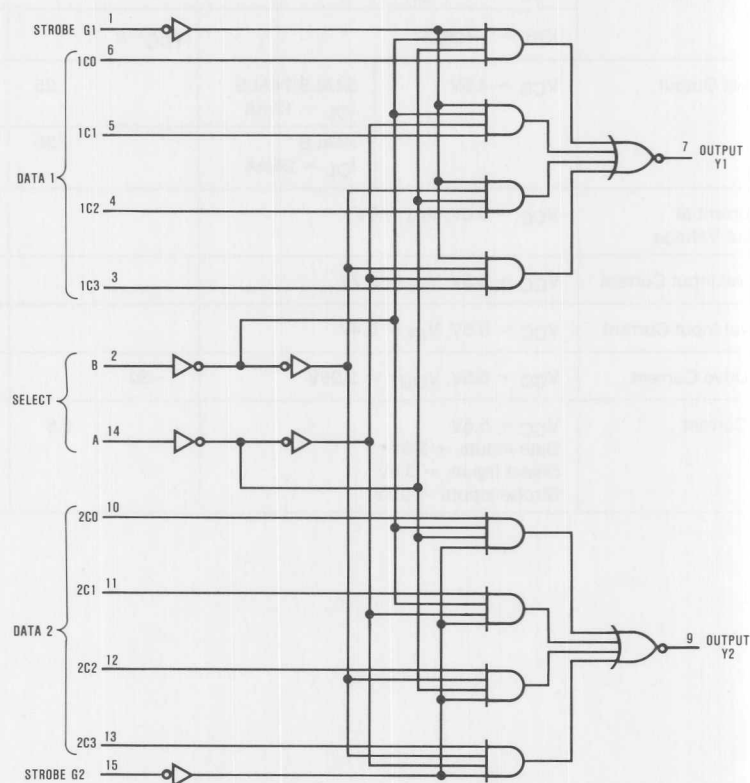 STROBE G1 1
6
1C0
1C1 5
DATA 1
1C2 4
1C3 3
7 OUTPUT
Y1
B 2
SELECT
A 14
2C0 10
2C1 11
DATA 2
2C2 12
2C3 13
STROBE G2 15
9 OUTPUT
Y2